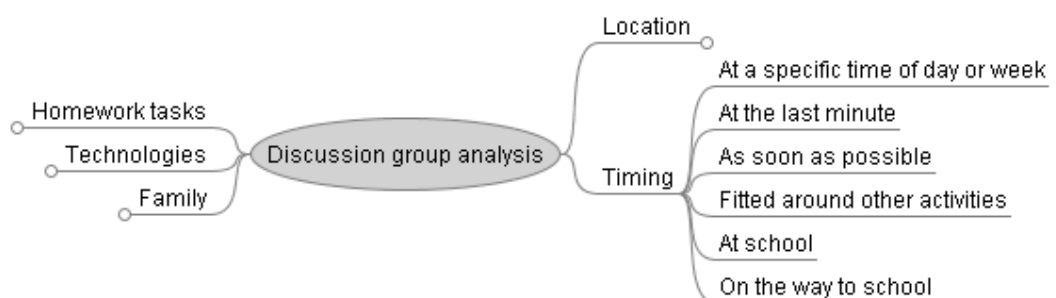 Location
At a specific time of day or week
Homework tasks
At the last minute
Technologies
Discussion group analysis
As soon as possible
Family
Timing
Fitted around other activities
At school
On the way to school